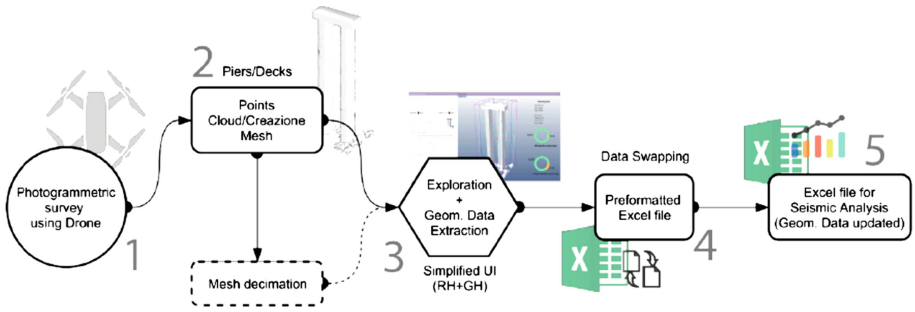 1
Photogrammetric
survey
using Drone
2
Piers/Decks
Points
Cloud/Creazione
Mesh
Mesh decimation
3
Exploration
+
Geom. Data
Extraction
Simplified UI
(RH+GH)
Data Swapping
Preformatted
Excel file
X
4
X
5
Excel file for
Seismic Analysis
(Geom. Data updated)